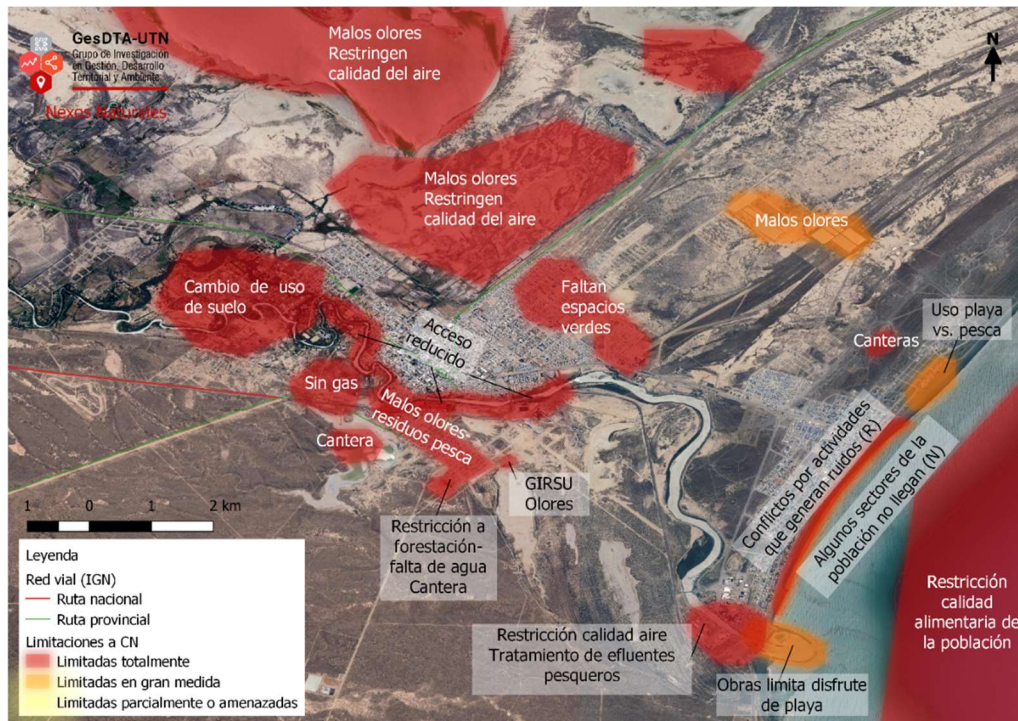 GesDTA-UTN
Grupo de Investigación
en Gestión, Desarrollo
Territorial y Ambiente
Nexos Naturales
N
Malos olores
Restringen
calidad del aire
Malos olores
Restringen
calidad del aire
Malos olores
Cambio de uso
de suelo
Faltan
espacios
verdes
Acceso
reducido
Uso playa
vs. pesca
Canteras
Sin gas
Malos olores-
residuos pesca
Cantera
GIRSU
Olores
Conflictos por actividades
que generan ruidos (R)
Algunos sectores de la
población no llegan (N)
Restricción a
forestación-
falta de agua
Cantera
Restricción
calidad
alimentaria de
la población
Restricción calidad aire
Tratamiento de efluentes
pesqueros
Obras limita disfrute
de playa
1 0 1 2 km
Leyenda
Red vial (IGN)
Ruta nacional
Ruta provincial
Limitaciones a CN
Limitadas totalmente
Limitadas en gran medida
Limitadas parcialmente o amenazadas